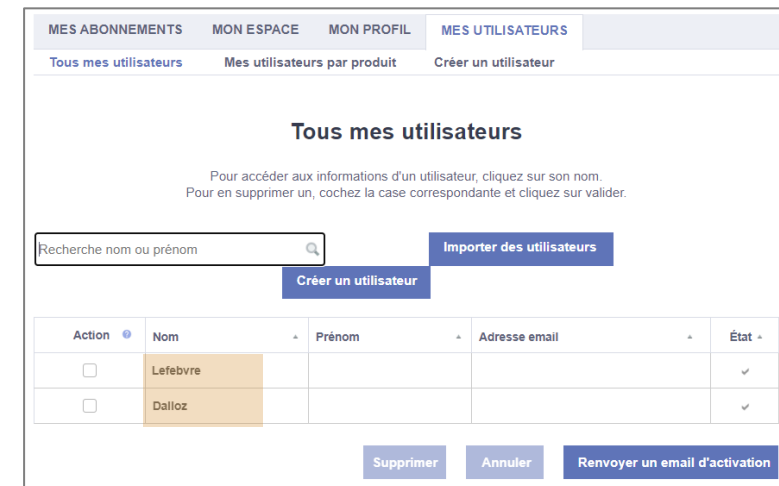 MES ABONNEMENTS MON ESPACE MON PROFIL MES UTILISATEURS
Tous mes utilisateurs Mes utilisateurs par produit Créer un utilisateur
Tous mes utilisateurs
Pour accéder aux informations d'un utilisateur, cliquez sur son nom.
Pour en supprimer un, cochez la case correspondante et cliquez sur valider.
Recherche nom ou prénom
Importer des utilisateurs
Créer un utilisateur
Action Nom Prénom Adresse email État
Lefebvre
Dalloz
Supprimer Annuler Renvoyer un email d'activation